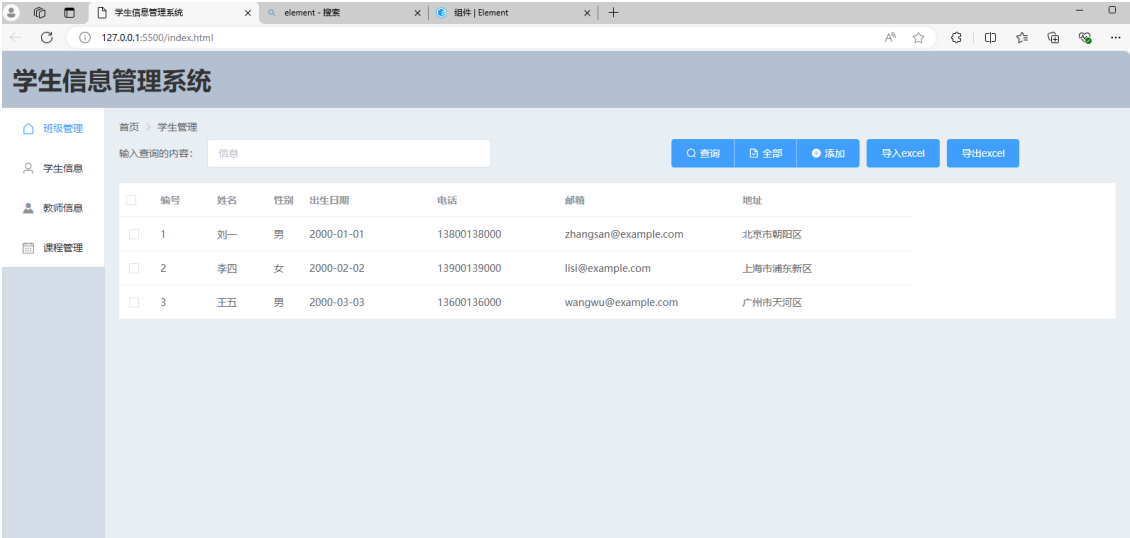 学生信息管理系统
element - 搜索
组件 | Element
127.0.0.1:5500/index.html
学生信息管理系统
班级管理
学生信息
教师信息
课程管理
首页 > 学生管理
输入查询的内容： 信息 查询 全部 添加 导入excel 导出excel
编号 姓名 性别 出生日期 电话 邮箱 地址
1 刘一 男 2000-01-01 13800138000 zhangsan@example.com 北京市朝阳区
2 李四 女 2000-02-02 13900139000 lisi@example.com 上海市浦东新区
3 王五 男 2000-03-03 13600136000 wangwu@example.com 广州市天河区